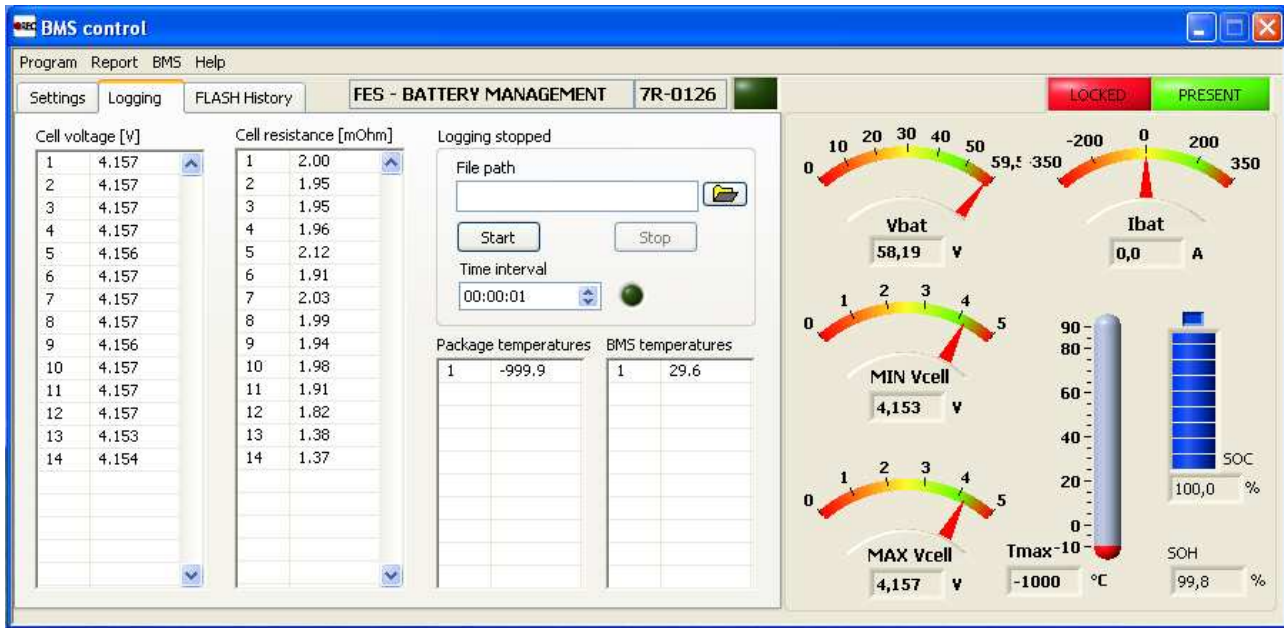 BMS control
Program Report BMS Help
Settings Logging FLASH History FES - BATTERY MANAGEMENT 7R-0126 LOCKED PRESENT
Cell voltage [V]
1 4.157
2 4.157
3 4.157
4 4.157
5 4.156
6 4.157
7 4.157
8 4.157
9 4.156
10 4.157
11 4.157
12 4.157
13 4.153
14 4.154
Cell resistance [mOhm]
1 2.00
2 1.95
3 1.95
4 1.96
5 2.12
6 1.91
7 2.03
8 1.99
9 1.94
10 1.98
11 1.91
12 1.82
13 1.38
14 1.37
Logging stopped
File path
Start Stop
Time interval
00:00:01
Package temperatures
1 -999.9
BMS temperatures
1 29.6
0 10 20 30 40 50 59,5
Vbat
58,19 V
-350 -200 0 200 350
Ibat
0,0 A
0 1 2 3 4 5
MIN Vcell
4,153 V
0 1 2 3 4 5
MAX Vcell
4,157 V
90
80
60
40
20
0
-10
Tmax
-1000 °C
SOC
100,0 %
SOH
99,8 %